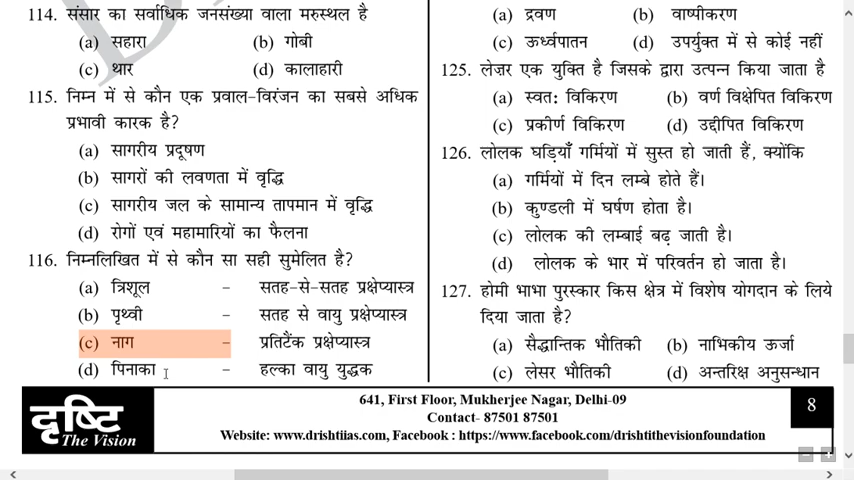 114. संसार का सर्वाधिक जनसंख्या वाला मरुस्थल है
(a) सहारा (b) गोबी
(c) थार (d) कालाहारी
115. निम्न में से कौन एक प्रवाल-विरंजन का सबसे अधिक
प्रभावी कारक है?
(a) सागरीय प्रदूषण
(b) सागरों की लवणता में वृद्धि
(c) सागरीय जल के सामान्य तापमान में वृद्धि
(d) रोगों एवं महामारियों का फैलना
116. निम्नलिखित में से कौन सा सही सुमेलित है?
(a) त्रिशूल – सतह-से-सतह प्रक्षेप्यास्त्र
(b) पृथ्वी – सतह से वायु प्रक्षेप्यास्त्र
(c) नाग – प्रतिटैंक प्रक्षेप्यास्त्र
(d) पिनाका – हल्का वायु युद्धक
(a) द्रवण (b) वाष्पीकरण
(c) ऊर्ध्वपातन (d) उपर्युक्त में से कोई नहीं
125. लेज़र एक युक्ति है जिसके द्वारा उत्पन्न किया जाता है
(a) स्वतः विकिरण (b) वर्ण विक्षेपित विकिरण
(c) प्रकीर्ण विकिरण (d) उद्दीपित विकिरण
126. लोलक घड़ियाँ गर्मियों में सुस्त हो जाती हैं, क्योंकि
(a) गर्मियों में दिन लम्बे होते हैं।
(b) कुण्डली में घर्षण होता है।
(c) लोलक की लम्बाई बढ़ जाती है।
(d) लोलक के भार में परिवर्तन हो जाता है।
127. होमी भाभा पुरस्कार किस क्षेत्र में विशेष योगदान के लिये
दिया जाता है?
(a) सैद्धान्तिक भौतिकी (b) नाभिकीय ऊर्जा
(c) लेसर भौतिकी (d) अन्तरिक्ष अनुसन्धान
दृष्टि
The Vision
641, First Floor, Mukherjee Nagar, Delhi-09
Contact- 87501 87501
Website: www.drishtiias.com, Facebook : https://www.facebook.com/drishtithevisionfoundation
8